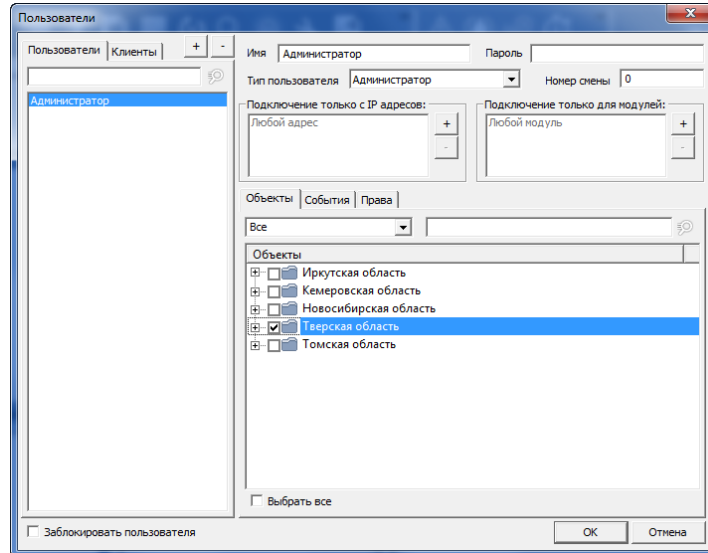 Пользователи
Пользователи Клиенты + -
Администратор
Заблокировать пользователя
Имя Администратор Пароль
Тип пользователя Администратор Номер смены 0
Подключение только с IP адресов: Подключение только для модулей:
Любой адрес + Любой модуль +
- -
Объекты События Права
Все
Объекты
Иркутская область
Кемеровская область
Новосибирская область
Тверская область
Томская область
Выбрать все
OK Отмена